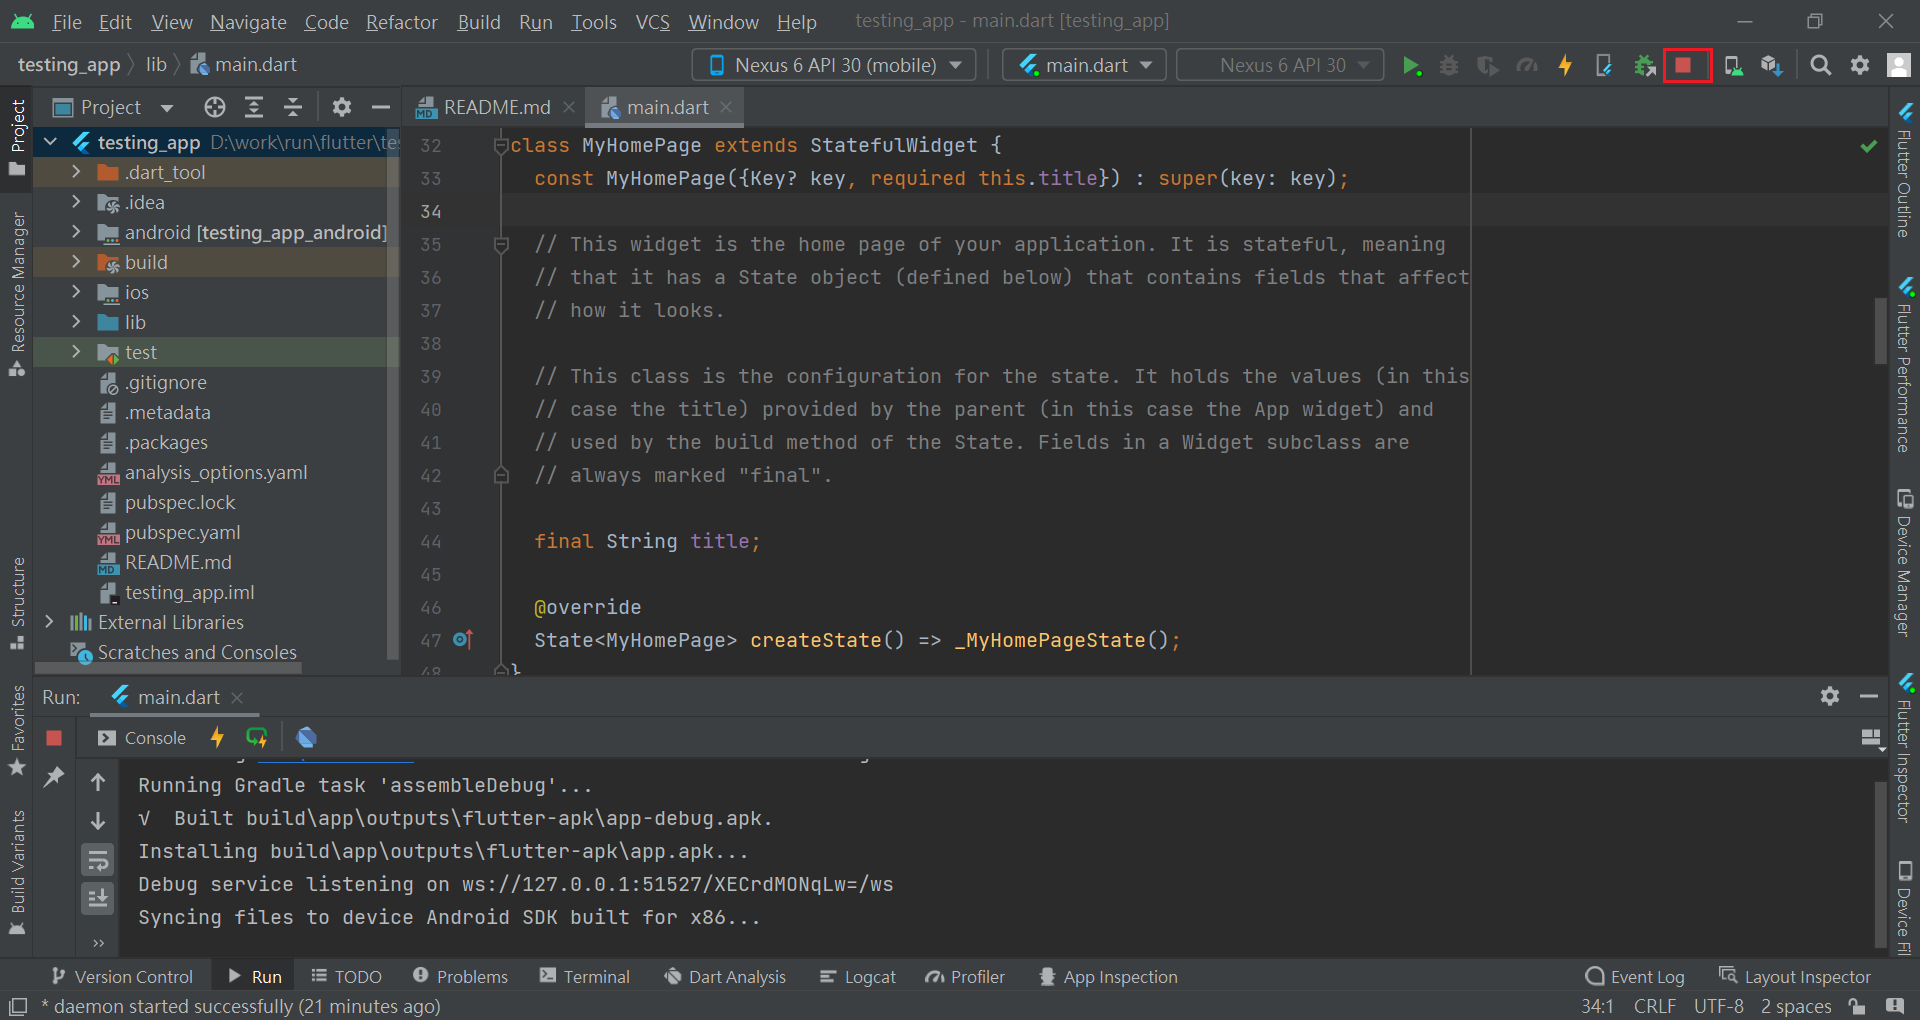 File Edit View Navigate Code Refactor Build Run Tools VCS Window Help testing_app - main.dart [testing_app]
testing_app lib main.dart Nexus 6 API 30 (mobile) main.dart Nexus 6 API 30
Project README.md main.dart
testing_app D:\work\run\flutter\te
.dart_tool
.idea
android [testing_app_android]
build
ios
lib
test
.gitignore
.metadata
.packages
analysis_options.yaml
pubspec.lock
pubspec.yaml
README.md
testing_app.iml
External Libraries
Scratches and Consoles
32 class MyHomePage extends StatefulWidget {
33 const MyHomePage({Key? key, required this.title}) : super(key: key);
34
35 // This widget is the home page of your application. It is stateful, meaning
36 // that it has a State object (defined below) that contains fields that affect
37 // how it looks.
38
39 // This class is the configuration for the state. It holds the values (in this
40 // case the title) provided by the parent (in this case the App widget) and
41 // used by the build method of the State. Fields in a Widget subclass are
42 // always marked "final".
43
44 final String title;
45
46 @override
47 State<MyHomePage> createState() => _MyHomePageState();
48 }
Project
Resource Manager
Structure
Favorites
Build Variants
Flutter Outline
Flutter Performance
Device Manager
Flutter Inspector
Device Fil
Run: main.dart
Console
Running Gradle task 'assembleDebug'...
√ Built build\app\outputs\flutter-apk\app-debug.apk.
Installing build\app\outputs\flutter-apk\app.apk...
Debug service listening on ws://127.0.0.1:51527/XECrdMONqLw=/ws
Syncing files to device Android SDK built for x86...
Version Control Run TODO Problems Terminal Dart Analysis Logcat Profiler App Inspection Event Log Layout Inspector
* daemon started successfully (21 minutes ago) 34:1 CRLF UTF-8 2 spaces